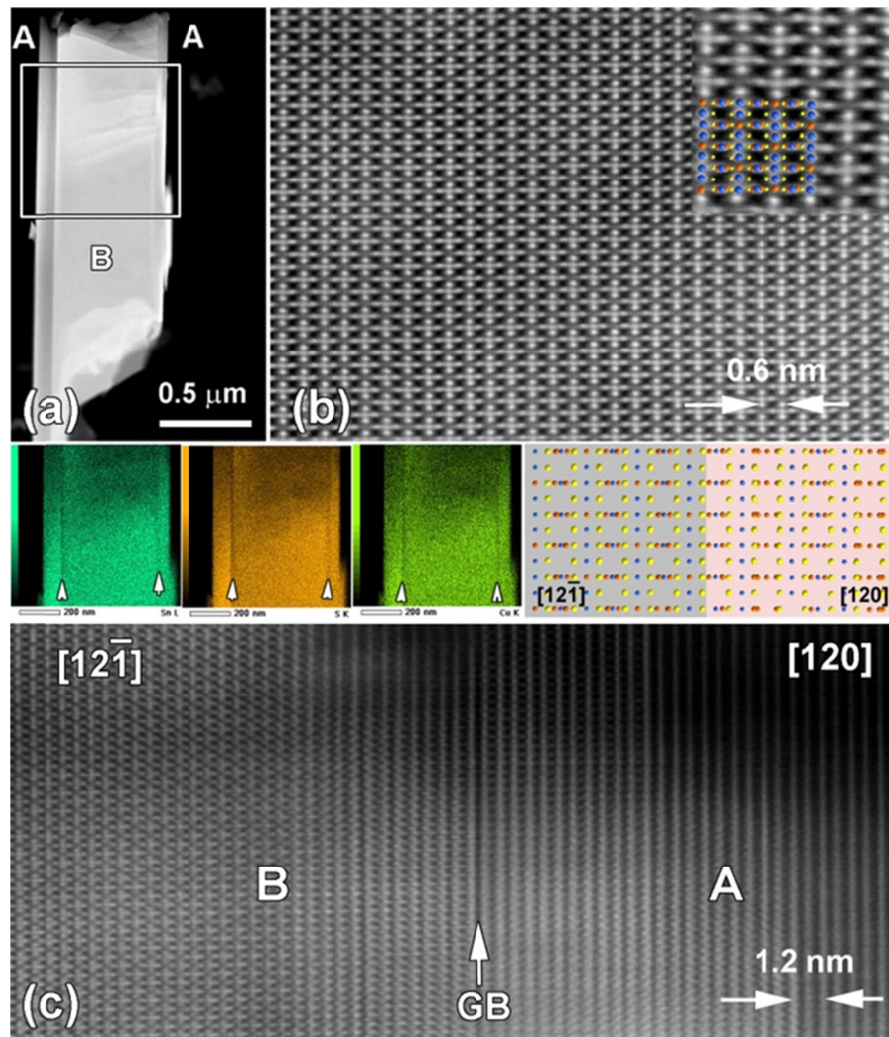 A
A
B
(a)
0.5 μm
(b)
0.6 nm
200 nm
Sn L
200 nm
S K
200 nm
Cu K
[121̄]
[120]
[121̄]
[120]
B
A
GB
1.2 nm
(c)